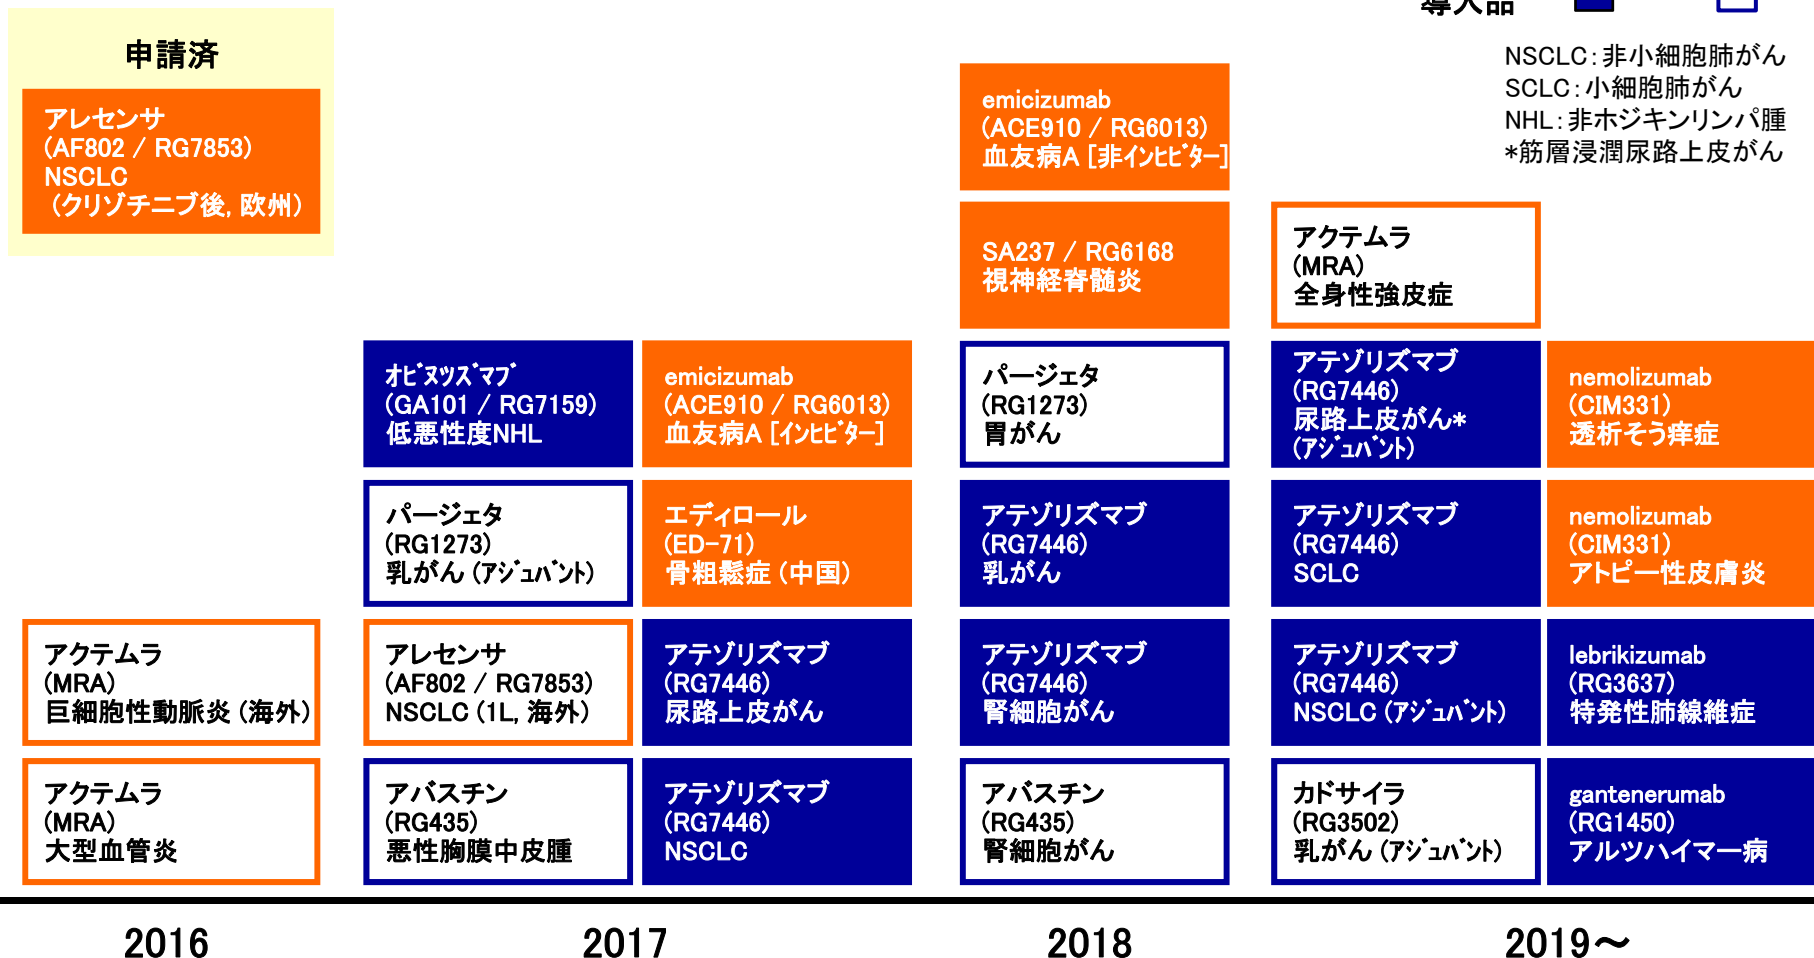 導入品
NSCLC：非小細胞肺がん
SCLC：小細胞肺がん
NHL：非ホジキンリンパ腫
*筋層浸潤尿路上皮がん
申請済
アレセンサ
(AF802 / RG7853)
NSCLC
(クリゾチニブ後, 欧州)
アクテムラ
(MRA)
巨細胞性動脈炎 (海外)
アクテムラ
(MRA)
大型血管炎
オビヌツズマブ
(GA101 / RG7159)
低悪性度NHL
パージェタ
(RG1273)
乳がん (アジュバント)
アレセンサ
(AF802 / RG7853)
NSCLC (1L, 海外)
アバスチン
(RG435)
悪性胸膜中皮腫
emicizumab
(ACE910 / RG6013)
血友病A [インヒビター]
エディロール
(ED-71)
骨粗鬆症 (中国)
アテゾリズマブ
(RG7446)
尿路上皮がん
アテゾリズマブ
(RG7446)
NSCLC
emicizumab
(ACE910 / RG6013)
血友病A [非インヒビター]
SA237 / RG6168
視神経脊髄炎
パージェタ
(RG1273)
胃がん
アテゾリズマブ
(RG7446)
乳がん
アテゾリズマブ
(RG7446)
腎細胞がん
アバスチン
(RG435)
腎細胞がん
アクテムラ
(MRA)
全身性強皮症
アテゾリズマブ
(RG7446)
尿路上皮がん*
(アジュバント)
アテゾリズマブ
(RG7446)
SCLC
アテゾリズマブ
(RG7446)
NSCLC (アジュバント)
カドサイラ
(RG3502)
乳がん (アジュバント)
nemolizumab
(CIM331)
透析そう痒症
nemolizumab
(CIM331)
アトピー性皮膚炎
lebrikizumab
(RG3637)
特発性肺線維症
gantenerumab
(RG1450)
アルツハイマー病
2016
2017
2018
2019～